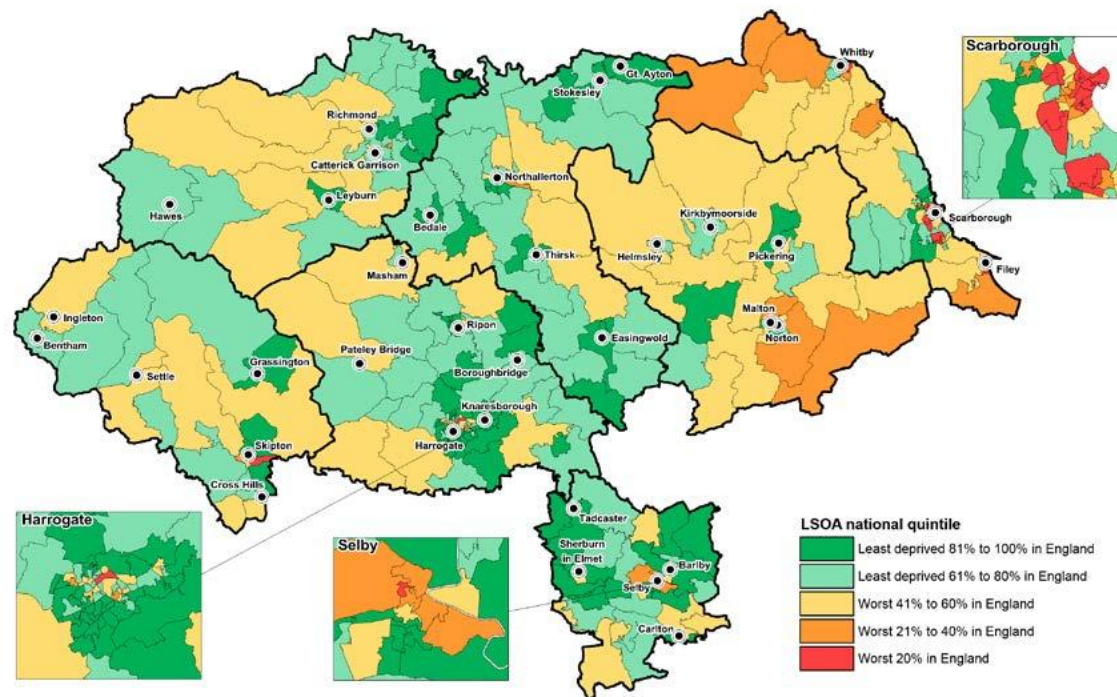 Scarborough
Whitby
Gt. Ayton
Stokesley
Richmond
Catterick Garrison
Northallerton
Leyburn
Hawes
Bedale
Kirkbymoorside
Scarborough
Helmsley
Pickering
Thirsk
Masham
Filey
Ingleton
Bentham
Malton
Norton
Ripon
Easingwold
Pateley Bridge
Settle
Grassington
Boroughbridge
Knaresborough
Harrogate
Skipton
Cross Hills
Harrogate
Selby
Tadcaster
Sherburn
in Elmet
Barlby
Selby
Carlton
LSOA national quintile
Least deprived 81% to 100% in England
Least deprived 61% to 80% in England
Worst 41% to 60% in England
Worst 21% to 40% in England
Worst 20% in England